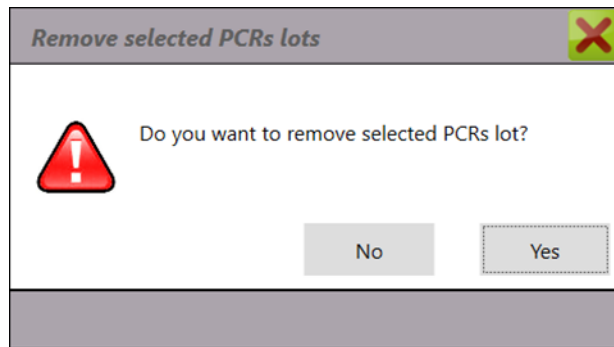 Remove selected PCRs lots
Do you want to remove selected PCRs lot?
No
Yes